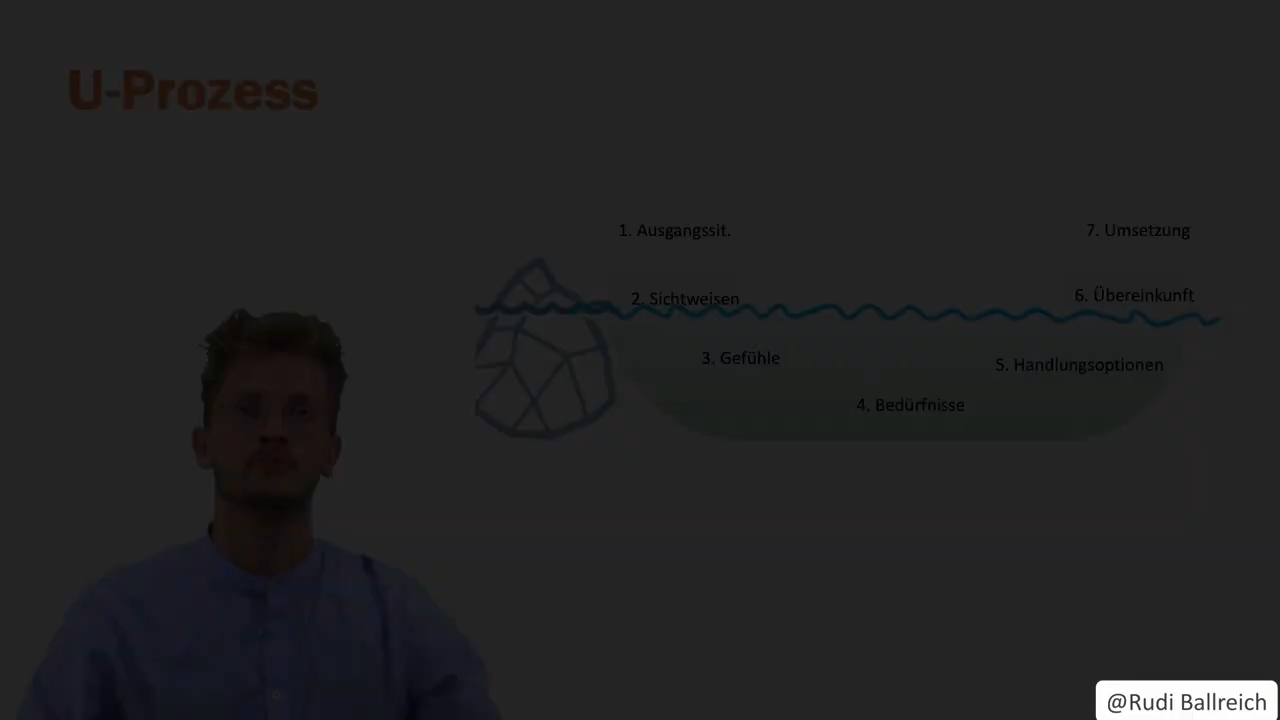 U-Prozess
1. Ausgangssit.
7. Umsetzung
2. Sichtweisen
6. Übereinkunft
3. Gefühle
5. Handlungsoptionen
4. Bedürfnisse
@Rudi Ballreich